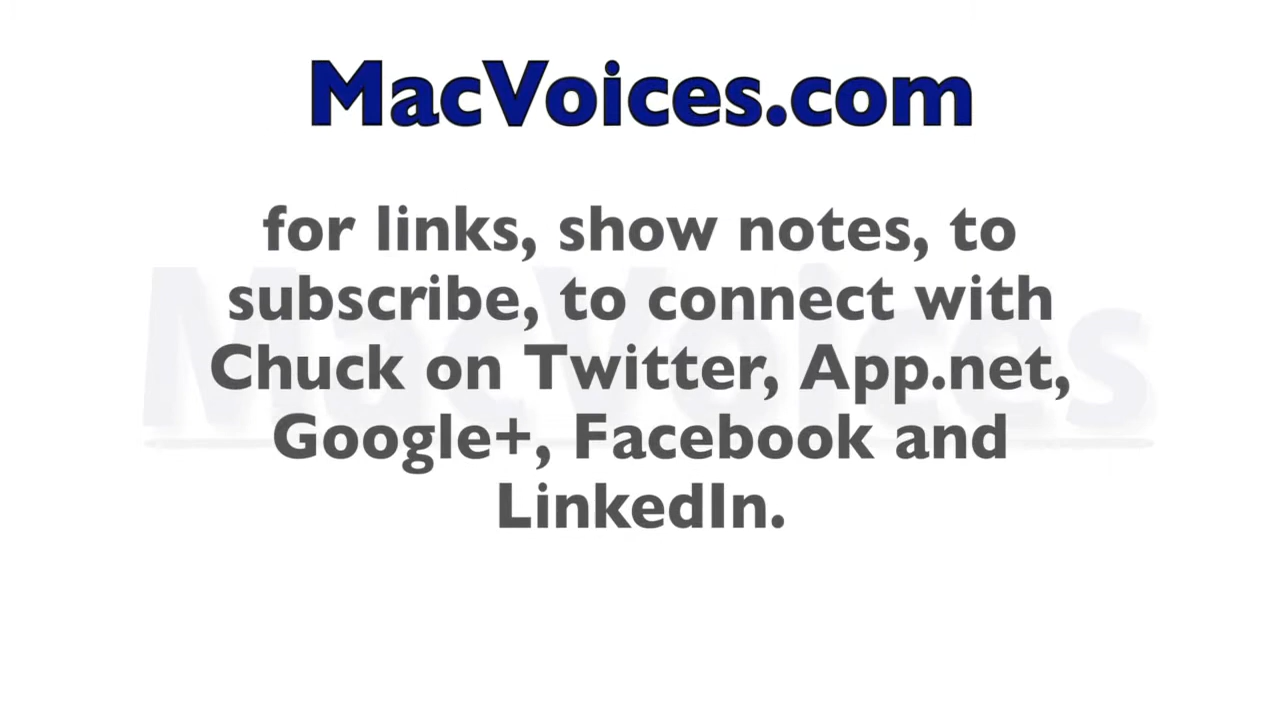 MacVoices.com
for links, show notes, to
subscribe, to connect with
Chuck on Twitter, App.net,
Google+, Facebook and
LinkedIn.
MacVoices